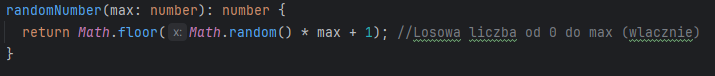 randomNumber(max: number): number {
return Math.floor( x: Math.random() * max + 1); //Losowa liczba od 0 do max (wlacznie)
}